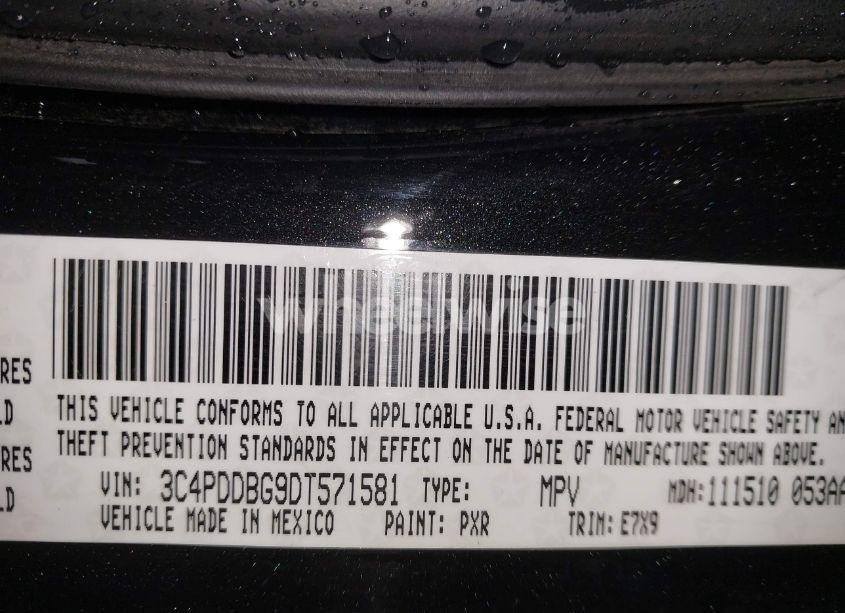 wheelwise
RES
LD
RES
LD
THIS VEHICLE CONFORMS TO ALL APPLICABLE U.S.A. FEDERAL MOTOR VEHICLE SAFETY AN
THEFT PREVENTION STANDARDS IN EFFECT ON THE DATE OF MANUFACTURE SHOWN ABOVE.
VIN: 3C4PDDBG9DT571581 TYPE: MPV MDH:111510 053AA
VEHICLE MADE IN MEXICO PAINT: PXR TRIM: E7X9